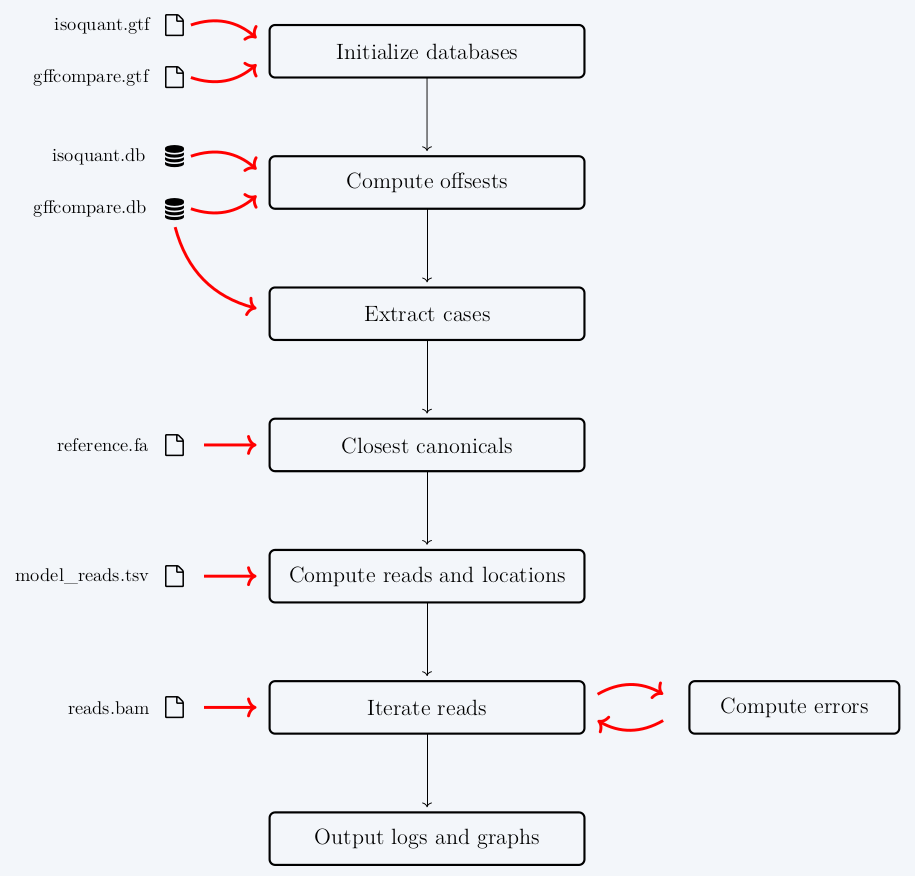 isoquant.gtf
Initialize databases
gffcompare.gtf
isoquant.db
Compute offsests
gffcompare.db
Extract cases
reference.fa
Closest canonicals
model_reads.tsv
Compute reads and locations
reads.bam
Iterate reads
Compute errors
Output logs and graphs